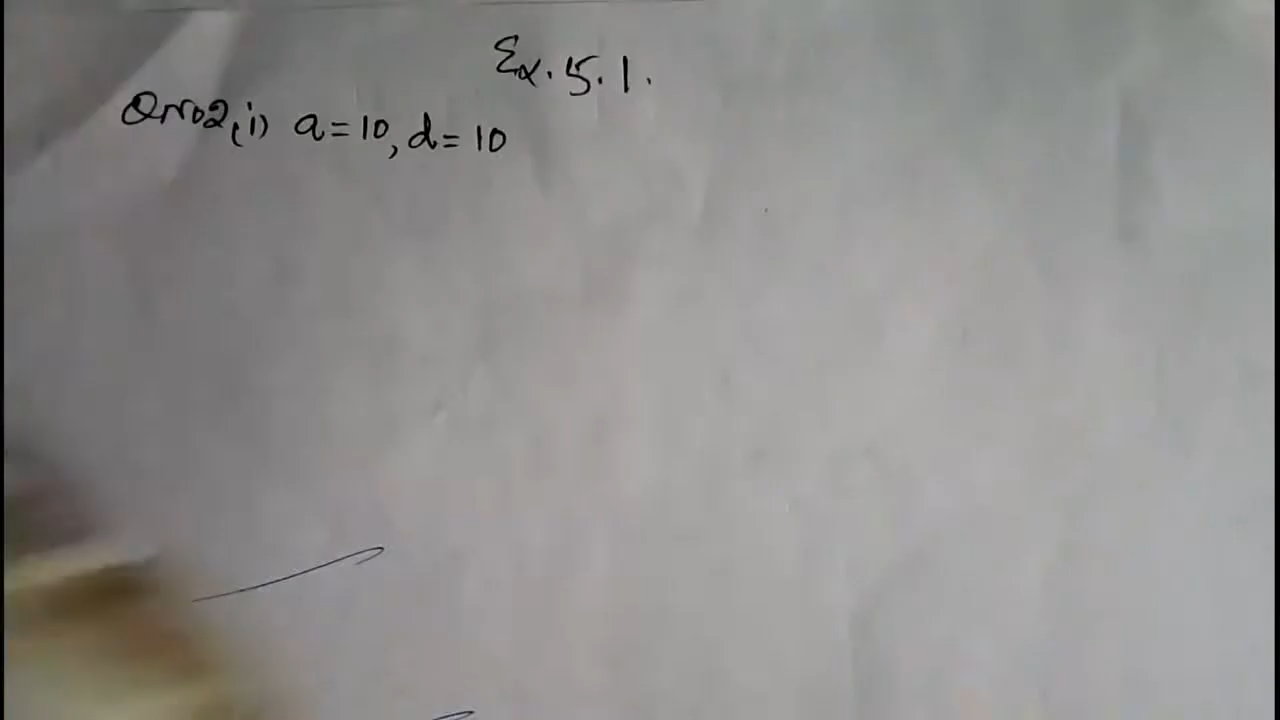 Ex. 5.1.
QNo2,(i) a=10, d=10